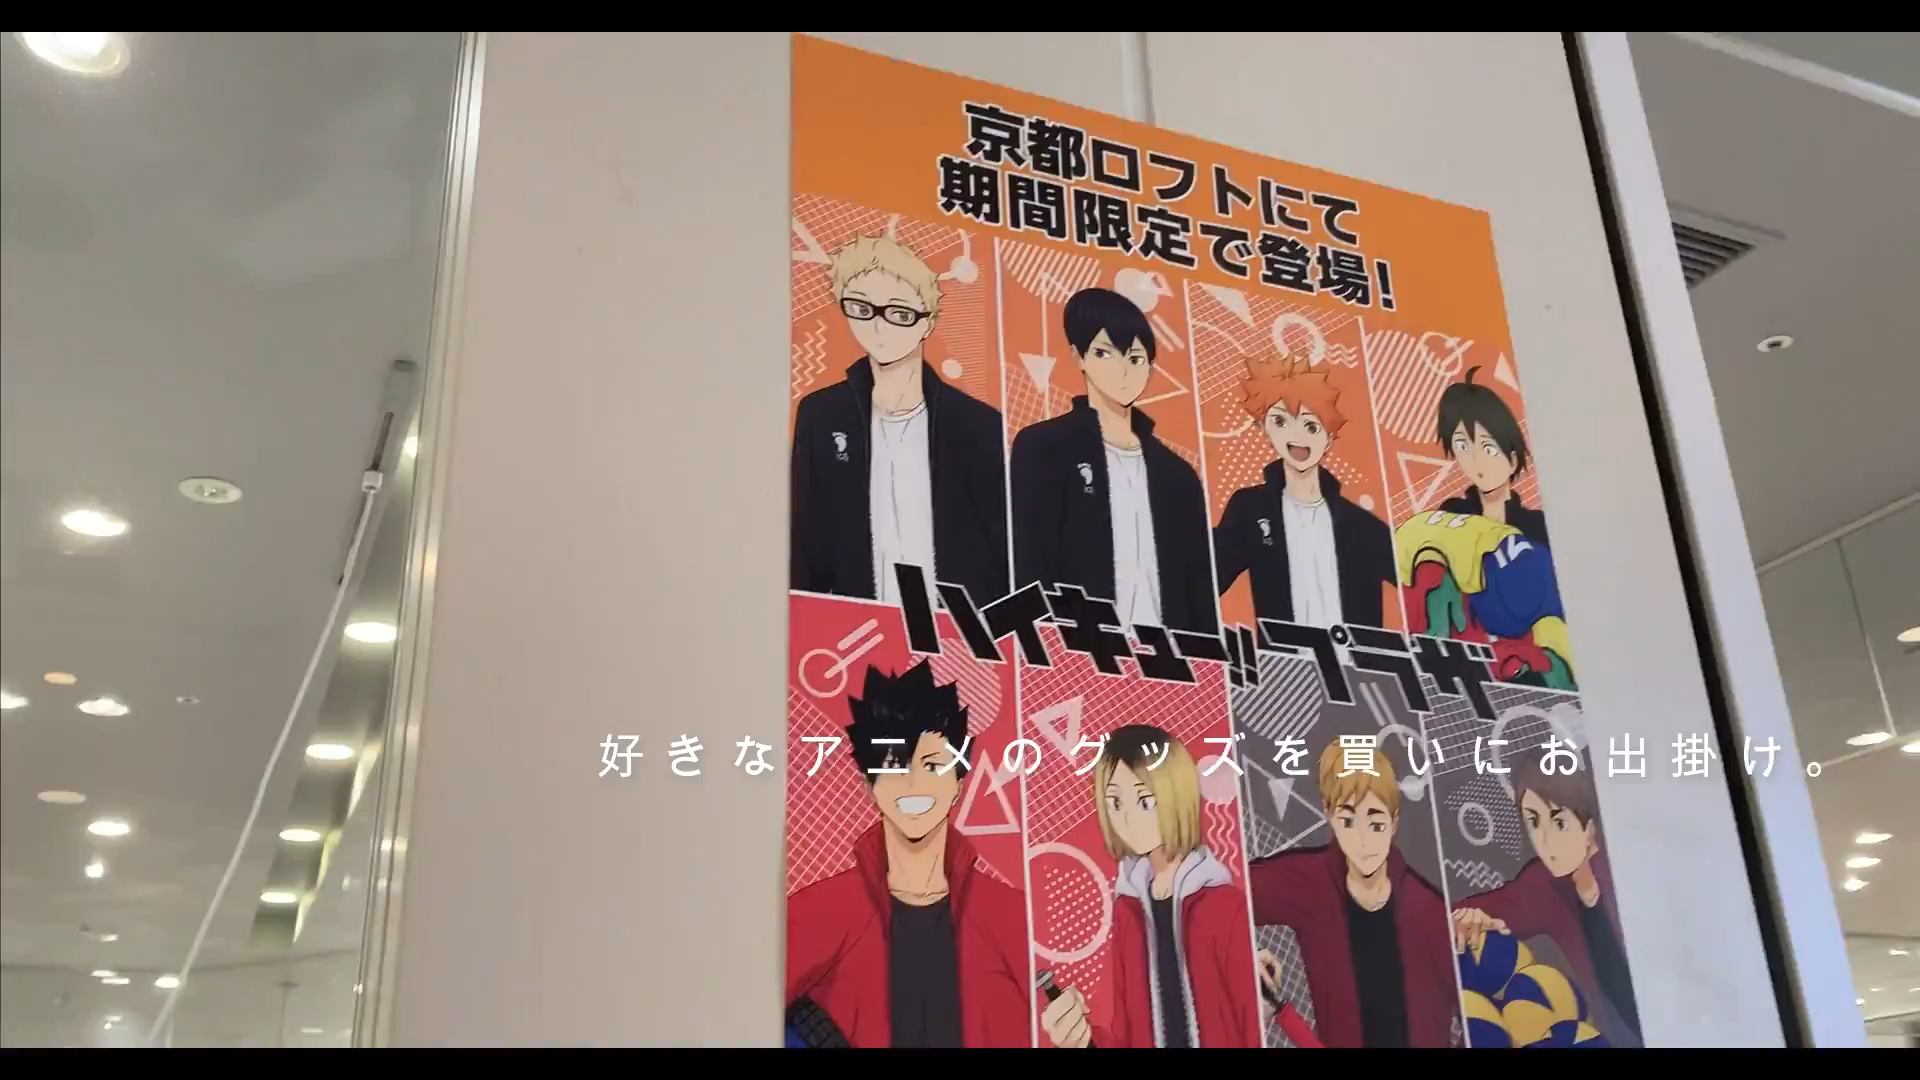 京都ロフトにて
期間限定で登場!
ハイキュー!!プラザ
好きなアニメのグッズを買いにお出掛け。